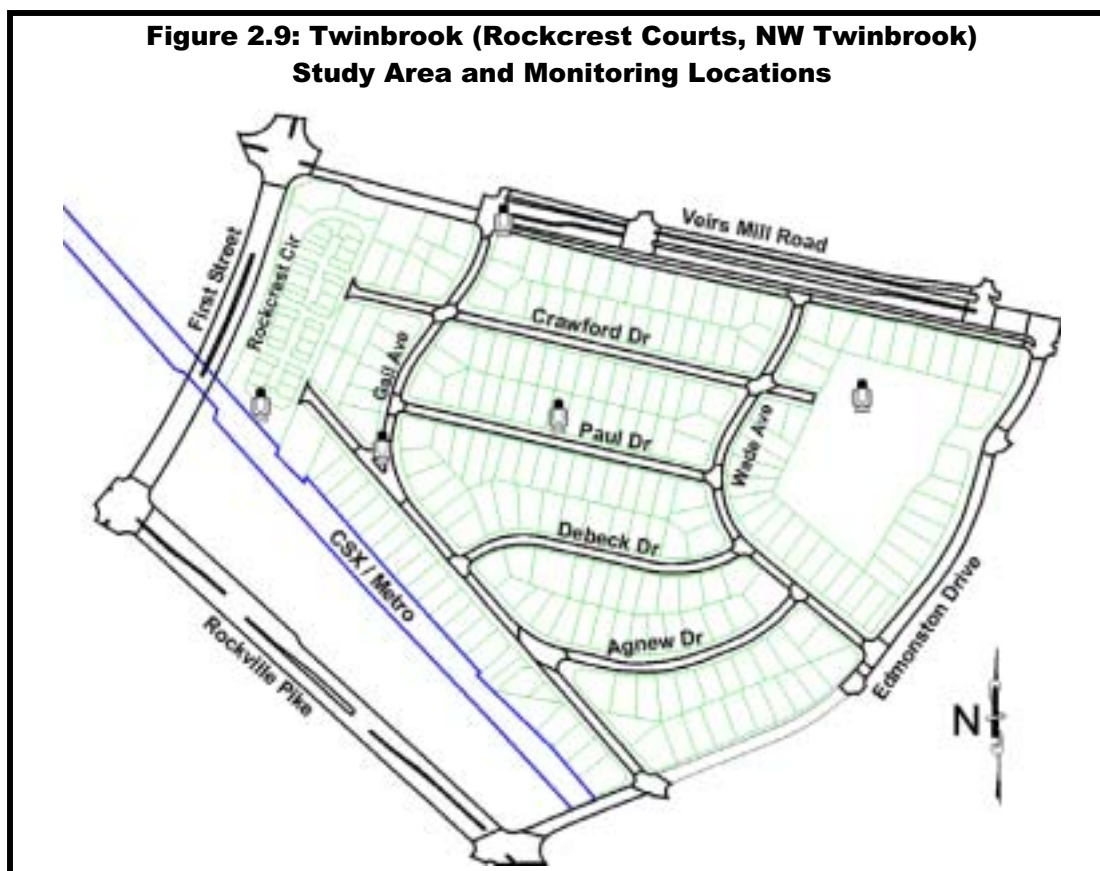 Figure 2.9: Twinbrook (Rockcrest Courts, NW Twinbrook)
Study Area and Monitoring Locations
Veirs Mill Road
First Street
Rockcrest Cir
Crawford Dr
Gail Ave
Paul Dr
Wade Ave
Debeck Dr
CSX / Metro
Agnew Dr
Edmonston Drive
Rockville Pike
N